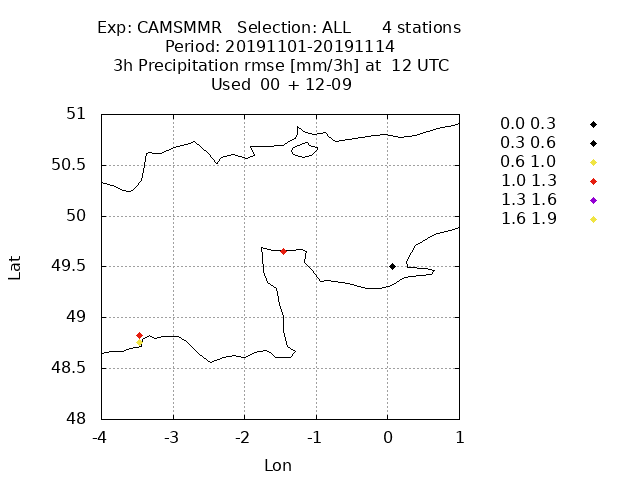 Exp: CAMSMMR   Selection: ALL      4 stations
Period: 20191101-20191114
3h Precipitation rmse [mm/3h] at  12 UTC
Used  00 + 12-09
51
50.5
50
49.5
49
48.5
48
-4 -3 -2 -1 0 1
Lat
Lon
0.0 0.3
0.3 0.6
0.6 1.0
1.0 1.3
1.3 1.6
1.6 1.9